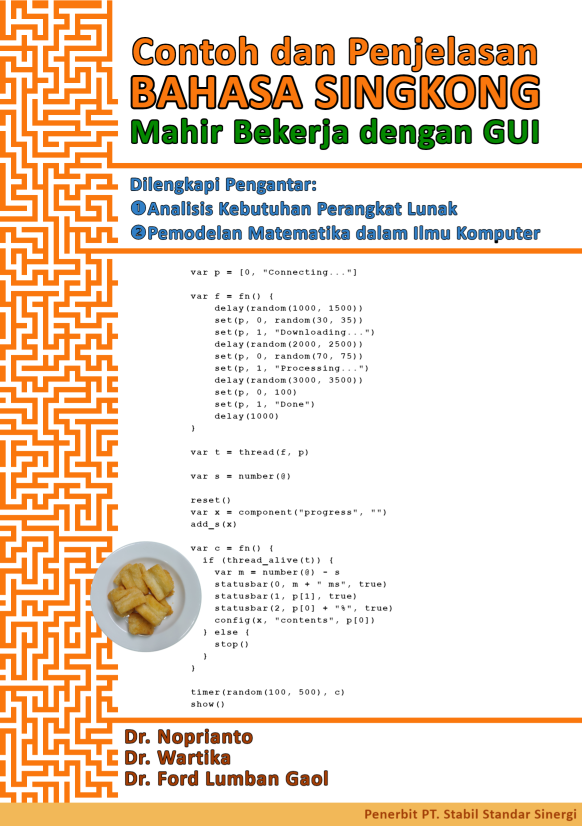 Contoh dan Penjelasan
BAHASA SINGKONG
Mahir Bekerja dengan GUI
Dilengkapi Pengantar:
❶Analisis Kebutuhan Perangkat Lunak
❷Pemodelan Matematika dalam Ilmu Komputer
var p = [0, "Connecting..."]
var f = fn() {
    delay(random(1000, 1500))
    set(p, 0, random(30, 35))
    set(p, 1, "Downloading...")
    delay(random(2000, 2500))
    set(p, 0, random(70, 75))
    set(p, 1, "Processing...")
    delay(random(3000, 3500))
    set(p, 0, 100)
    set(p, 1, "Done")
    delay(1000)
}
var t = thread(f, p)
var s = number(@)
reset()
var x = component("progress", "")
add_s(x)
var c = fn() {
  if (thread_alive(t)) {
    var m = number(@) - s
    statusbar(0, m + " ms", true)
    statusbar(1, p[1], true)
    statusbar(2, p[0] + "%", true)
    config(x, "contents", p[0])
  } else {
    stop()
  }
}
timer(random(100, 500), c)
show()
Dr. Noprianto
Dr. Wartika
Dr. Ford Lumban Gaol
Penerbit PT. Stabil Standar Sinergi